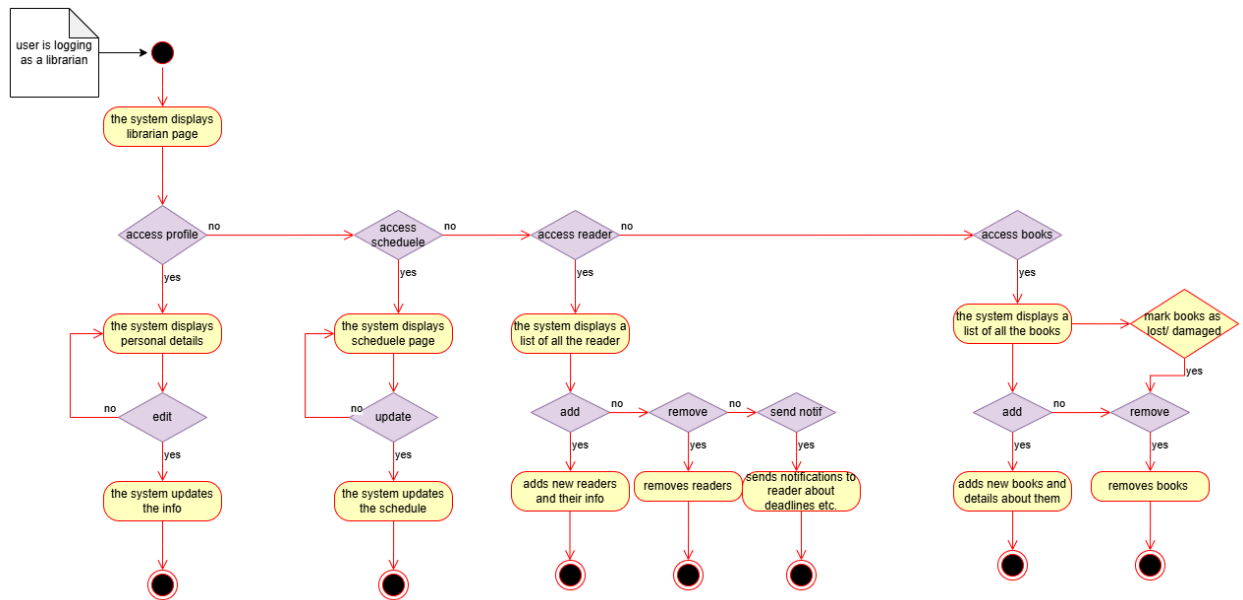 user is logging
as a librarian
the system displays
librarian page
access profile
no
access
scheduele
no
access reader
no
access books
yes
yes
yes
yes
the system displays
personal details
the system displays
scheduele page
the system displays a
list of all the reader
the system displays a
list of all the books
mark books as
lost/ damaged
yes
no
edit
no
update
add
no
remove
no
send notif
add
no
remove
yes
yes
yes
yes
yes
yes
yes
the system updates
the info
the system updates
the schedule
adds new readers
and their info
removes readers
sends notifications to
reader about
deadlines etc.
adds new books and
details about them
removes books